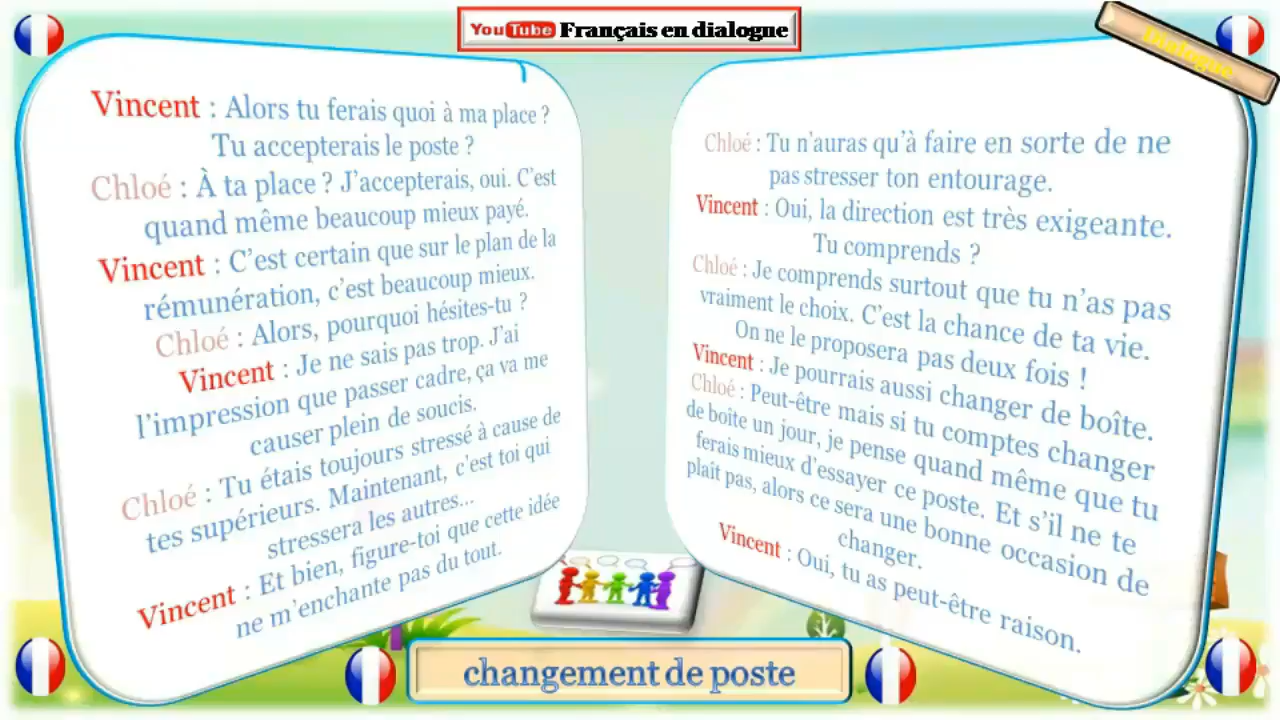 YouTube Français en dialogue
Dialogue
Vincent : Alors tu ferais quoi à ma place ?
Tu accepterais le poste ?
Chloé : À ta place ? J'accepterais, oui. C'est
quand même beaucoup mieux payé.
Vincent : C'est certain que sur le plan de la
rémunération, c'est beaucoup mieux.
Chloé : Alors, pourquoi hésites-tu ?
Vincent : Je ne sais pas trop. J'ai
l'impression que passer cadre, ça va me
causer plein de soucis.
Chloé : Tu étais toujours stressé à cause de
tes supérieurs. Maintenant, c'est toi qui
stressera les autres...
Vincent : Et bien, figure-toi que cette idée
ne m'enchante pas du tout.
Chloé : Tu n'auras qu'à faire en sorte de ne
pas stresser ton entourage.
Vincent : Oui, la direction est très exigeante.
Tu comprends ?
Chloé : Je comprends surtout que tu n'as pas
vraiment le choix. C'est la chance de ta vie.
On ne le proposera pas deux fois !
Vincent : Je pourrais aussi changer de boîte.
Chloé : Peut-être mais si tu comptes changer
de boîte un jour, je pense quand même que tu
ferais mieux d'essayer ce poste. Et s'il ne te
plaît pas, alors ce sera une bonne occasion de
changer.
Vincent : Oui, tu as peut-être raison.
changement de poste